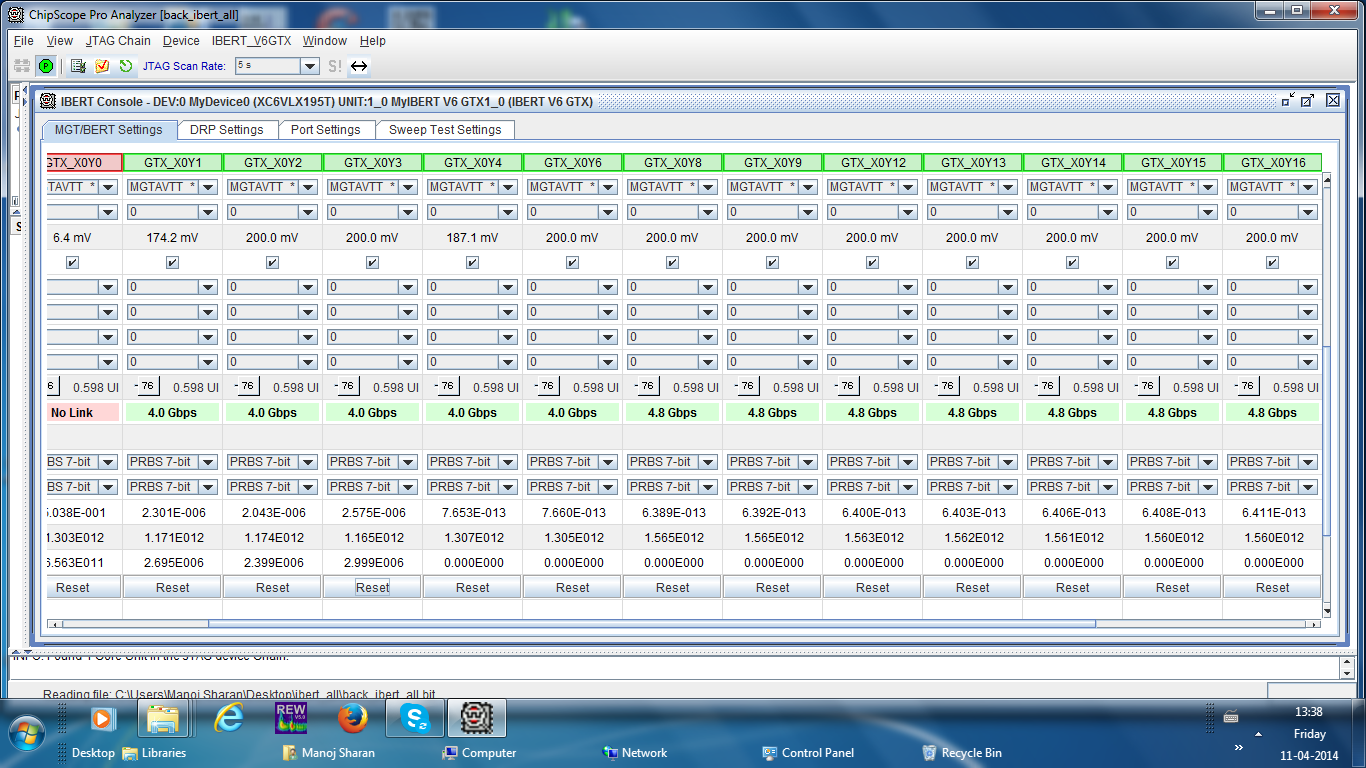 ChipScope Pro Analyzer [back_ibert_all]
File View JTAG Chain Device IBERT_V6GTX Window Help
JTAG Scan Rate: 5 s S!
IBERT Console - DEV:0 MyDevice0 (XC6VLX195T) UNIT:1_0 MyIBERT V6 GTX1_0 (IBERT V6 GTX)
MGT/BERT Settings DRP Settings Port Settings Sweep Test Settings
GTX_X0Y0 GTX_X0Y1 GTX_X0Y2 GTX_X0Y3 GTX_X0Y4 GTX_X0Y6 GTX_X0Y8 GTX_X0Y9 GTX_X0Y12 GTX_X0Y13 GTX_X0Y14 GTX_X0Y15 GTX_X0Y16
TAVTT * MGTAVTT * MGTAVTT * MGTAVTT * MGTAVTT * MGTAVTT * MGTAVTT * MGTAVTT * MGTAVTT * MGTAVTT * MGTAVTT * MGTAVTT * MGTAVTT *
0 0 0 0 0 0 0 0 0 0 0 0
6.4 mV 174.2 mV 200.0 mV 200.0 mV 187.1 mV 200.0 mV 200.0 mV 200.0 mV 200.0 mV 200.0 mV 200.0 mV 200.0 mV 200.0 mV
0 0 0 0 0 0 0 0 0 0 0 0
0 0 0 0 0 0 0 0 0 0 0 0
0 0 0 0 0 0 0 0 0 0 0 0
0 0 0 0 0 0 0 0 0 0 0 0
6 0.598 UI - 76 0.598 UI - 76 0.598 UI - 76 0.598 UI - 76 0.598 UI - 76 0.598 UI - 76 0.598 UI - 76 0.598 UI - 76 0.598 UI - 76 0.598 UI - 76 0.598 UI - 76 0.598 UI - 76 0.598 UI
No Link 4.0 Gbps 4.0 Gbps 4.0 Gbps 4.0 Gbps 4.0 Gbps 4.8 Gbps 4.8 Gbps 4.8 Gbps 4.8 Gbps 4.8 Gbps 4.8 Gbps 4.8 Gbps
BS 7-bit PRBS 7-bit PRBS 7-bit PRBS 7-bit PRBS 7-bit PRBS 7-bit PRBS 7-bit PRBS 7-bit PRBS 7-bit PRBS 7-bit PRBS 7-bit PRBS 7-bit PRBS 7-bit
BS 7-bit PRBS 7-bit PRBS 7-bit PRBS 7-bit PRBS 7-bit PRBS 7-bit PRBS 7-bit PRBS 7-bit PRBS 7-bit PRBS 7-bit PRBS 7-bit PRBS 7-bit PRBS 7-bit
.038E-001 2.301E-006 2.043E-006 2.575E-006 7.653E-013 7.660E-013 6.389E-013 6.392E-013 6.400E-013 6.403E-013 6.406E-013 6.408E-013 6.411E-013
1.303E012 1.171E012 1.174E012 1.165E012 1.307E012 1.305E012 1.565E012 1.565E012 1.563E012 1.562E012 1.561E012 1.560E012 1.560E012
6.563E011 2.695E006 2.399E006 2.999E006 0.000E000 0.000E000 0.000E000 0.000E000 0.000E000 0.000E000 0.000E000 0.000E000 0.000E000
Reset Reset Reset Reset Reset Reset Reset Reset Reset Reset Reset Reset Reset
INFO: Found 1 Core Unit in the JTAG device Chain.
Reading file: C:\Users\Manoj Sharan\Desktop\ibert_all\back_ibert_all.bit
REW V5.0
13:38
Friday
11-04-2014
Desktop Libraries Manoj Sharan Computer Network Control Panel Recycle Bin »